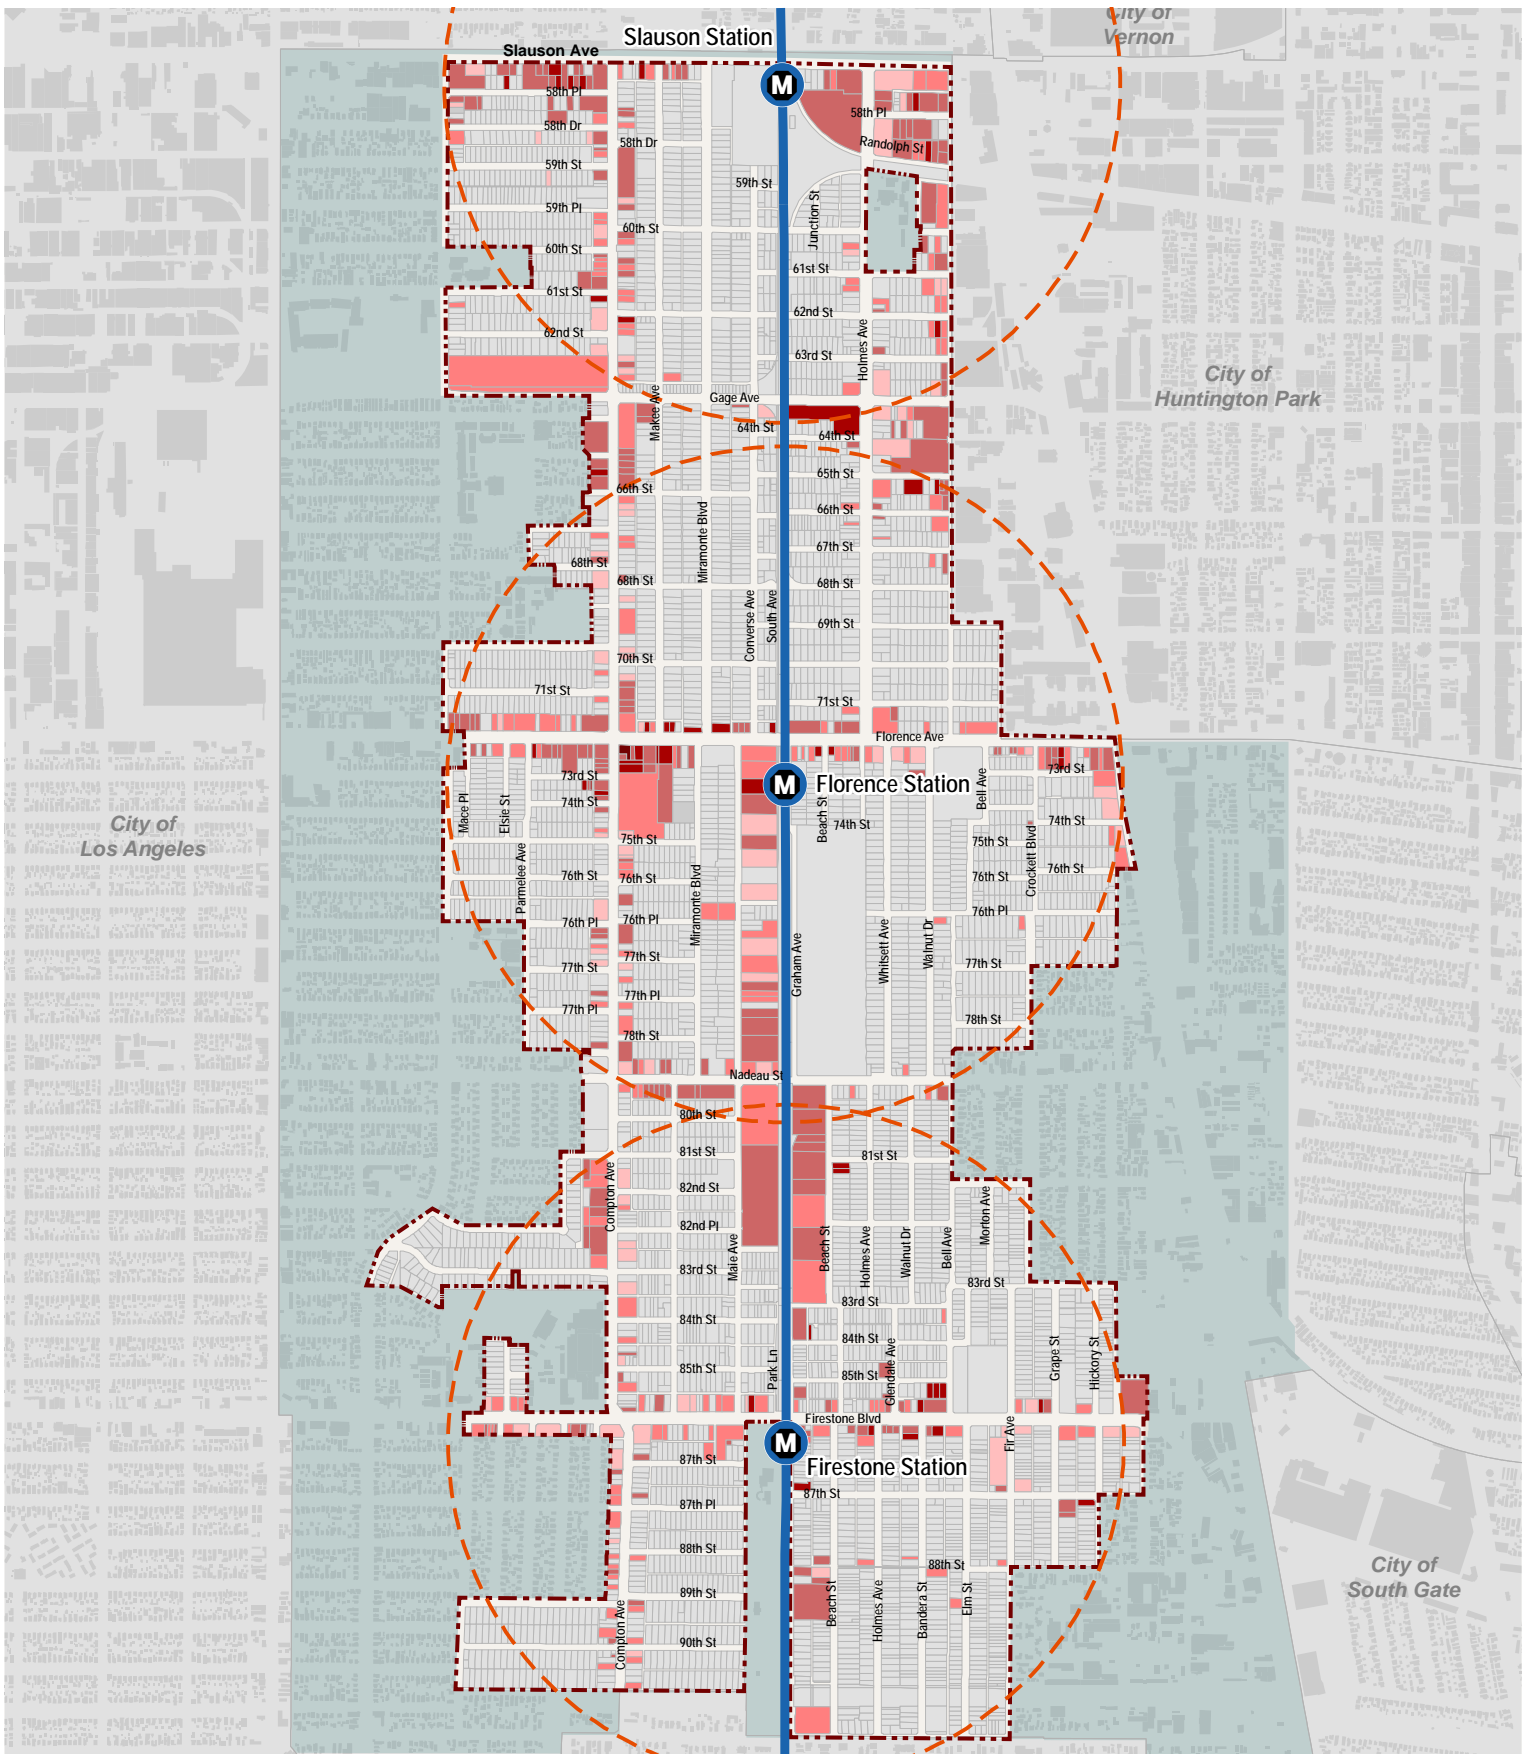 City of
Vernon
Slauson Station
Slauson Ave
M
58th Pl
58th Pl
58th Dr
58th Dr
Randolph St
59th St
59th St
59th Pl
Junction St
60th St
60th St
61st St
61st St
62nd St
62nd St
Holmes Ave
63rd St
City of
Huntington Park
Makee Ave
Gage Ave
64th St
64th St
65th St
66th St
66th St
Miramonte Blvd
67th St
68th St
68th St
68th St
Converse Ave
South Ave
69th St
70th St
71st St
71st St
Florence Ave
73rd St
73rd St
M
Florence Station
Bell Ave
Mace Pl
Elsie St
74th St
Beach St
74th St
74th St
City of
Los Angeles
75th St
75th St
Crockett Blvd
Parmelee Ave
76th St
76th St
76th St
76th St
Miramonte Blvd
76th Pl
76th Pl
76th Pl
Graham Ave
Whitsett Ave
Walnut Dr
77th St
77th St
77th St
77th Pl
77th Pl
78th St
78th St
Nadeau St
80th St
81st St
81st St
Compton Ave
82nd St
82nd Pl
Maie Ave
Beach St
Holmes Ave
Walnut Dr
Bell Ave
Morton Ave
83rd St
83rd St
83rd St
84th St
84th St
Park Ln
85th St
85th St
Glendale Ave
Grape St
Hickory St
Firestone Blvd
Fir Ave
M
Firestone Station
87th St
87th St
87th Pl
88th St
88th St
89th St
City of
South Gate
Compton Ave
Beach St
Holmes Ave
Bandera St
Elm St
90th St